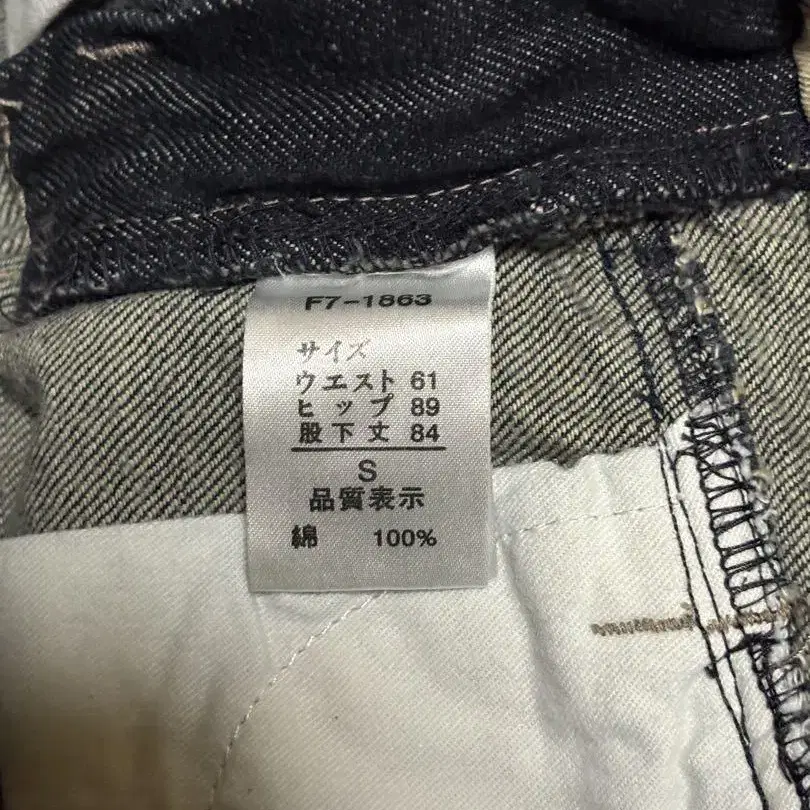 F7-1863
サイズ
ウエスト 61
ヒップ 89
股下丈 84
S
品質表示
綿 100%